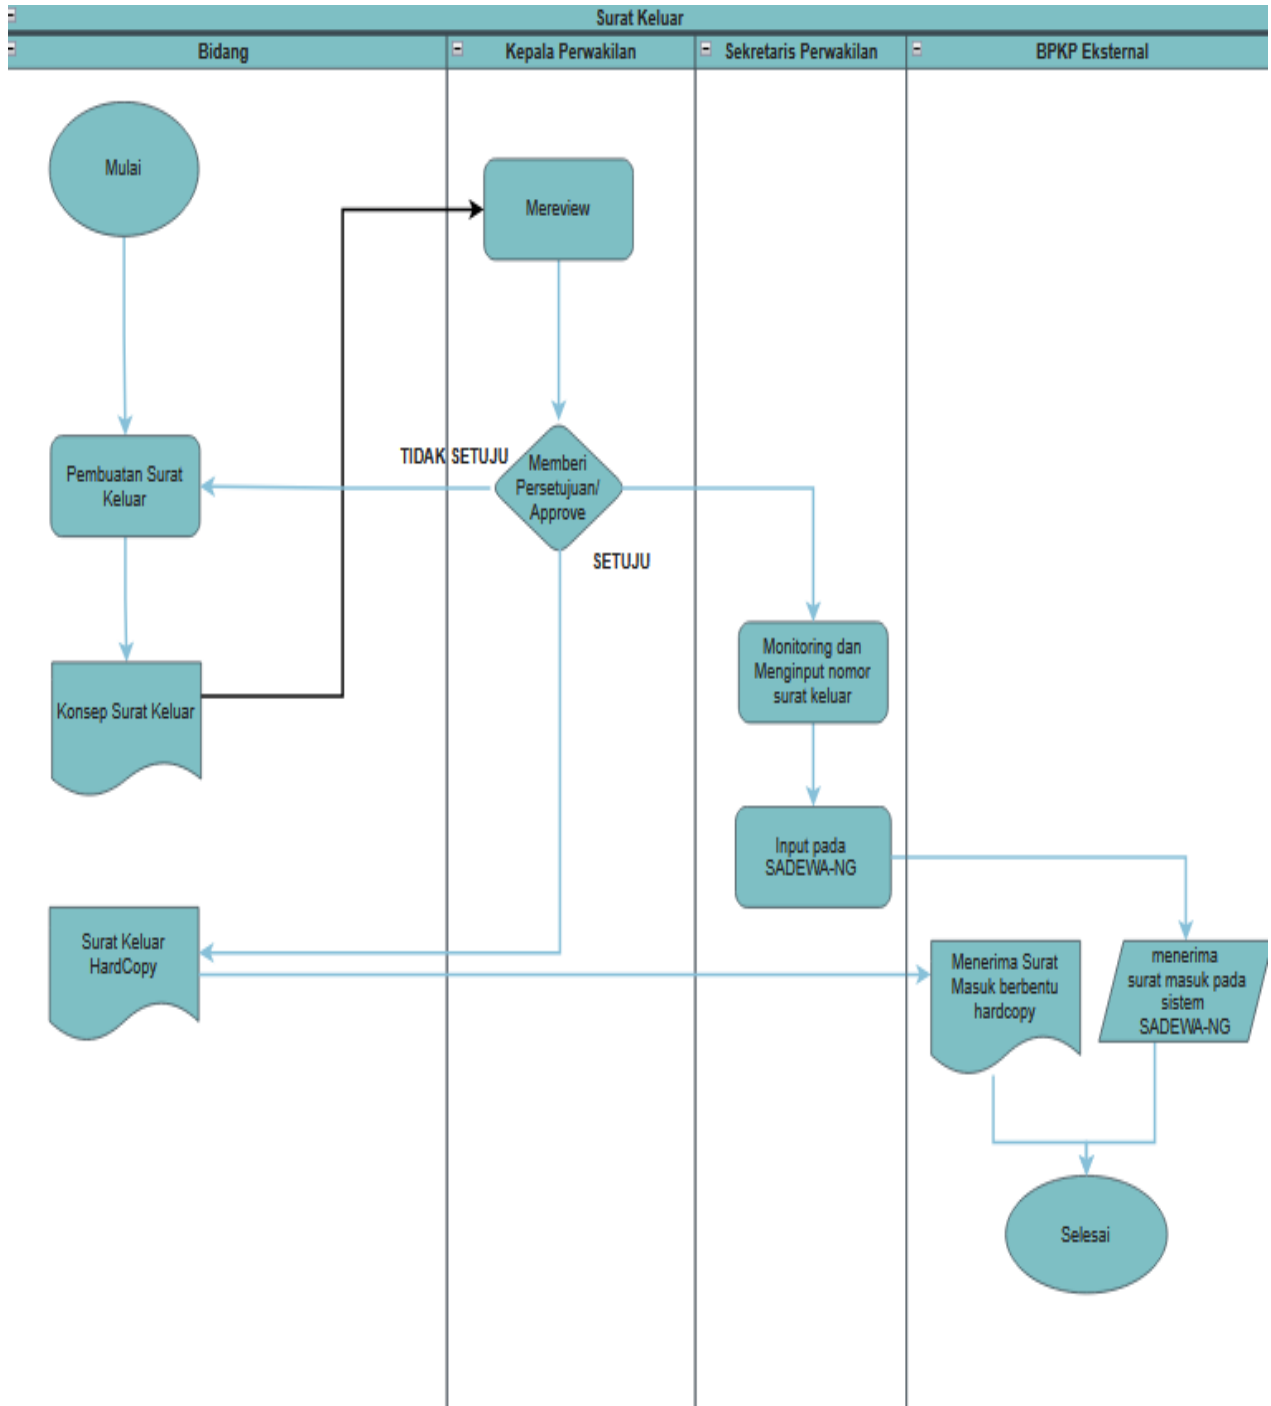 Surat Keluar
Bidang
Kepala Perwakilan
Sekretaris Perwakilan
BPKP Eksternal
Mulai
Mereview
TIDAK SETUJU
Memberi
Persetujuan/
Approve
SETUJU
Pembuatan Surat
Keluar
Konsep Surat Keluar
Monitoring dan
Menginput nomor
surat keluar
Input pada
SADEWA-NG
Surat Keluar
HardCopy
Menerima Surat
Masuk berbentu
hardcopy
menerima
surat masuk pada
sistem
SADEWA-NG
Selesai